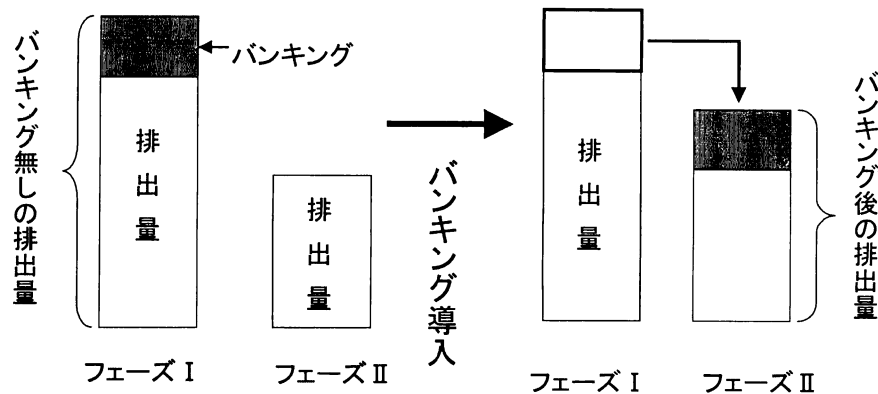 バンキング無しの排出量
バンキング
排出量
排出量
フェーズⅠ
フェーズⅡ
バンキング導入
排出量
バンキング後の排出量
フェーズⅠ
フェーズⅡ